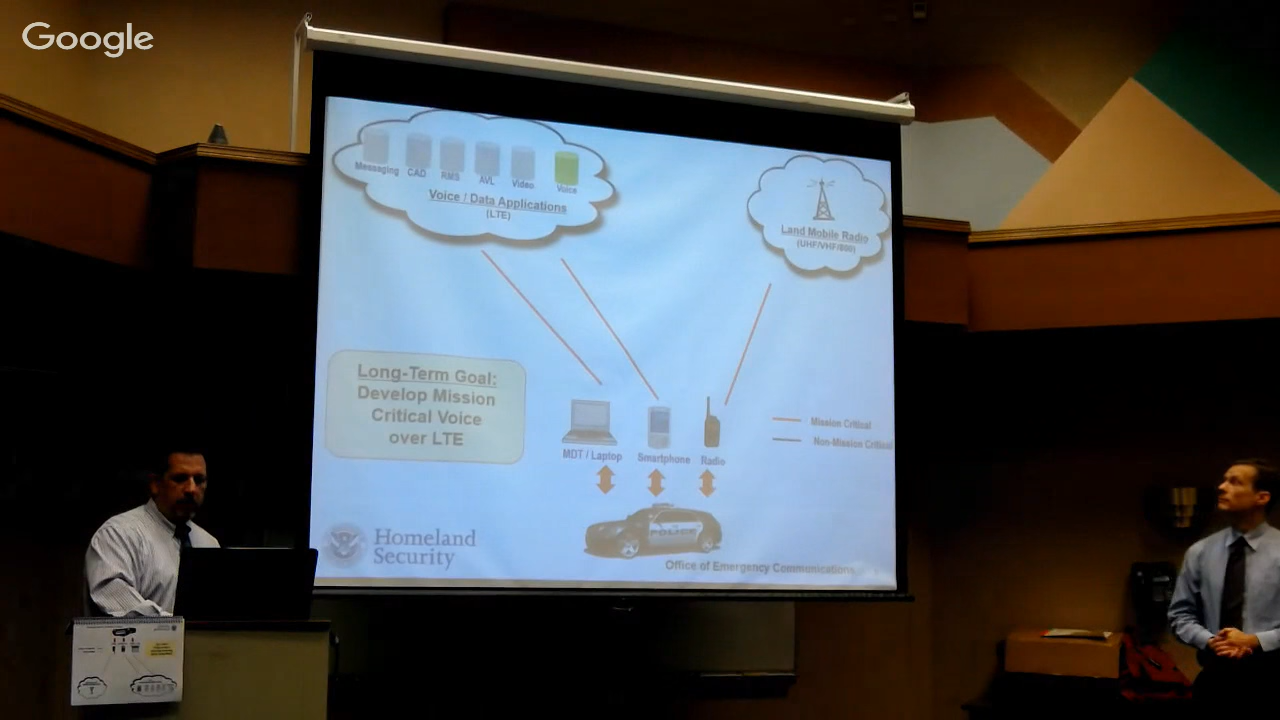 Google
Messaging CAD RMS AVL Video Voice
Voice / Data Applications
(LTE)
Land Mobile Radio
(UHF/VHF/800)
Long-Term Goal:
Develop Mission
Critical Voice
over LTE
Mission Critical
Non-Mission Critical
MDT / Laptop Smartphone Radio
POLICE
Homeland
Security
Office of Emergency Communications